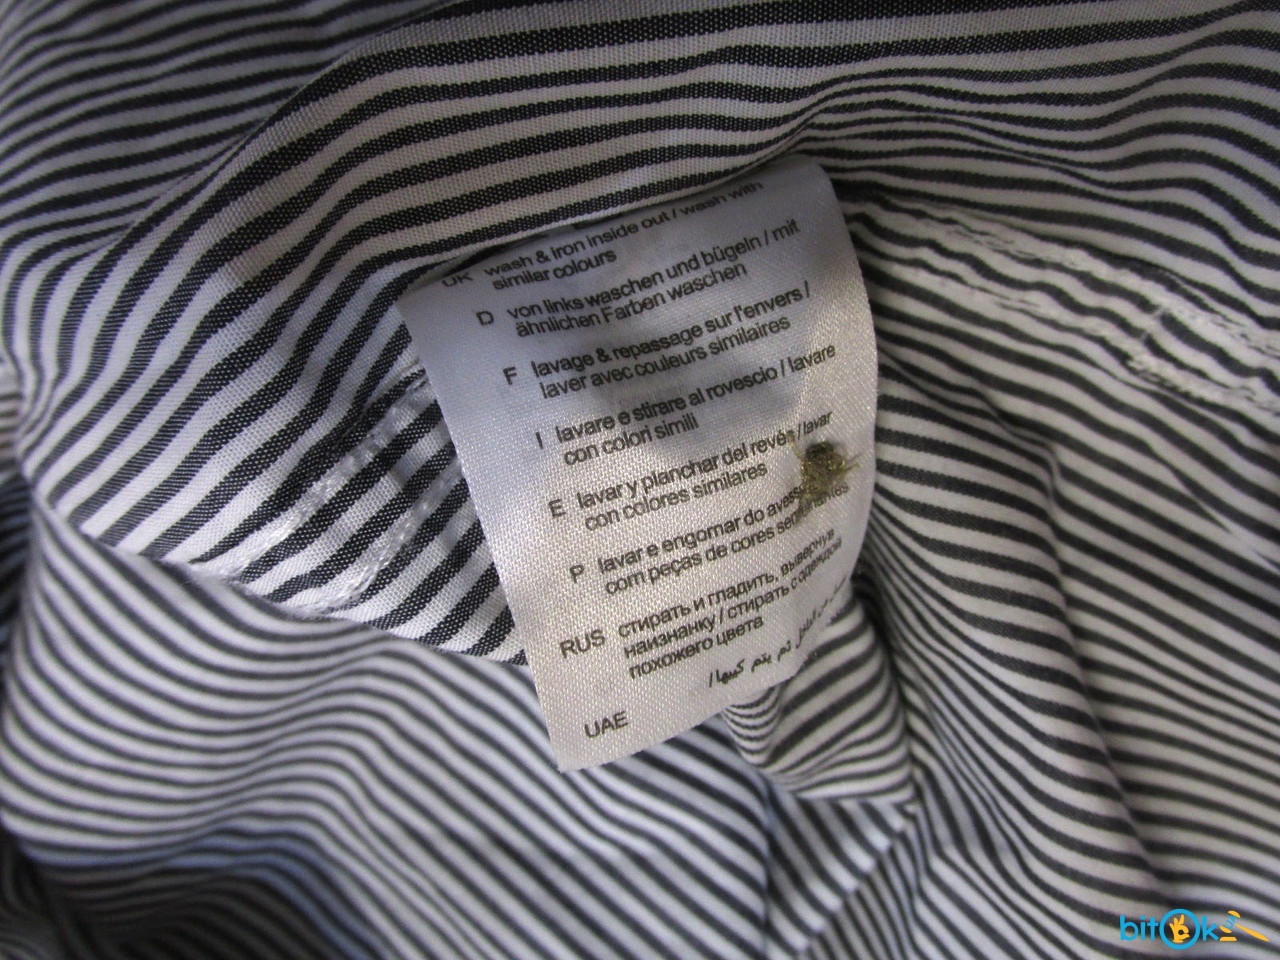 UK wash & iron inside out / wash with
similar colours
D von links waschen und bügeln / mit
ähnlichen Farben waschen
F lavage & repassage sur l'envers /
laver avec couleurs similaires
I lavare e stirare al rovescio / lavare
con colori simili
E lavar y planchar del revés / lavar
con colores similares
P lavar e engomar do
com peças de cores
RUS стирать и гладить, вывернув
наизнанку / стирать с одеждой
похожего цвета
UAE ثم يتم كيها/
bitOk